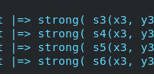 t |=> strong( s3(x3, y3
t |=> strong( s4(x3, y3
t |=> strong( s5(x3, y3
t |=> strong( s6(x3, y3